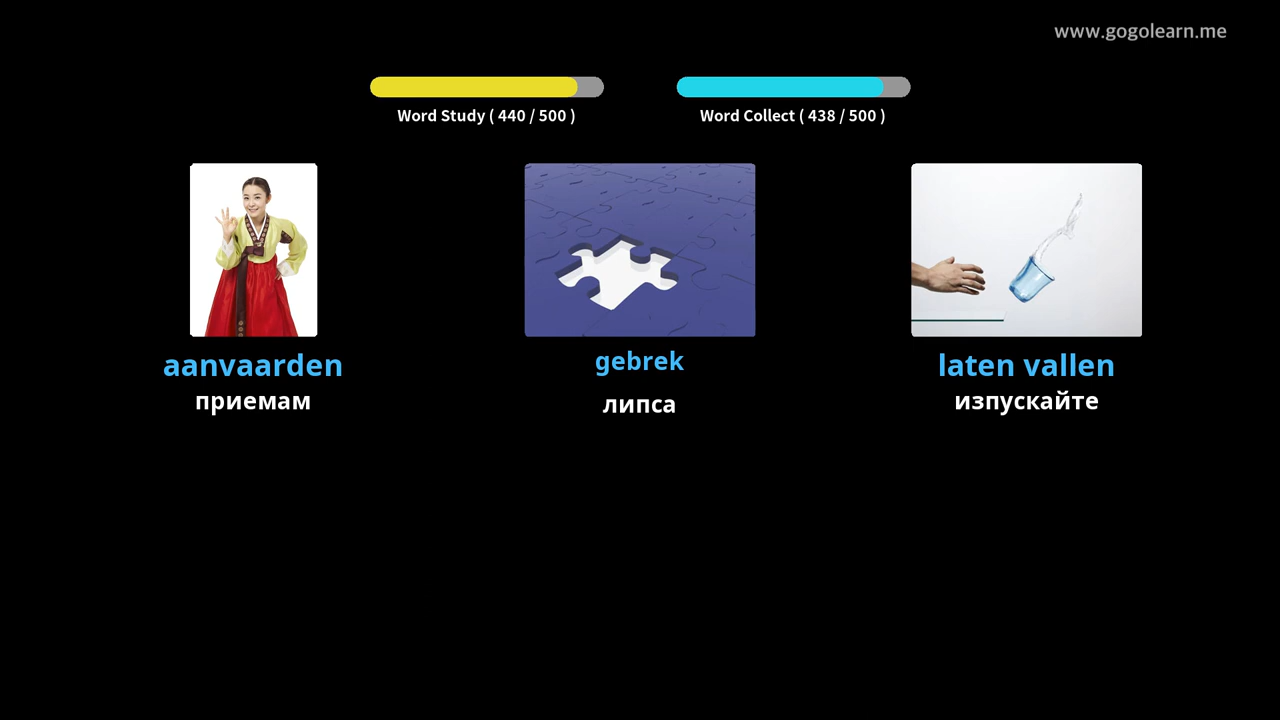 www.gogolearn.me
Word Study ( 440 / 500 )
Word Collect ( 438 / 500 )
aanvaarden
приемам
gebrek
липса
laten vallen
изпускайте